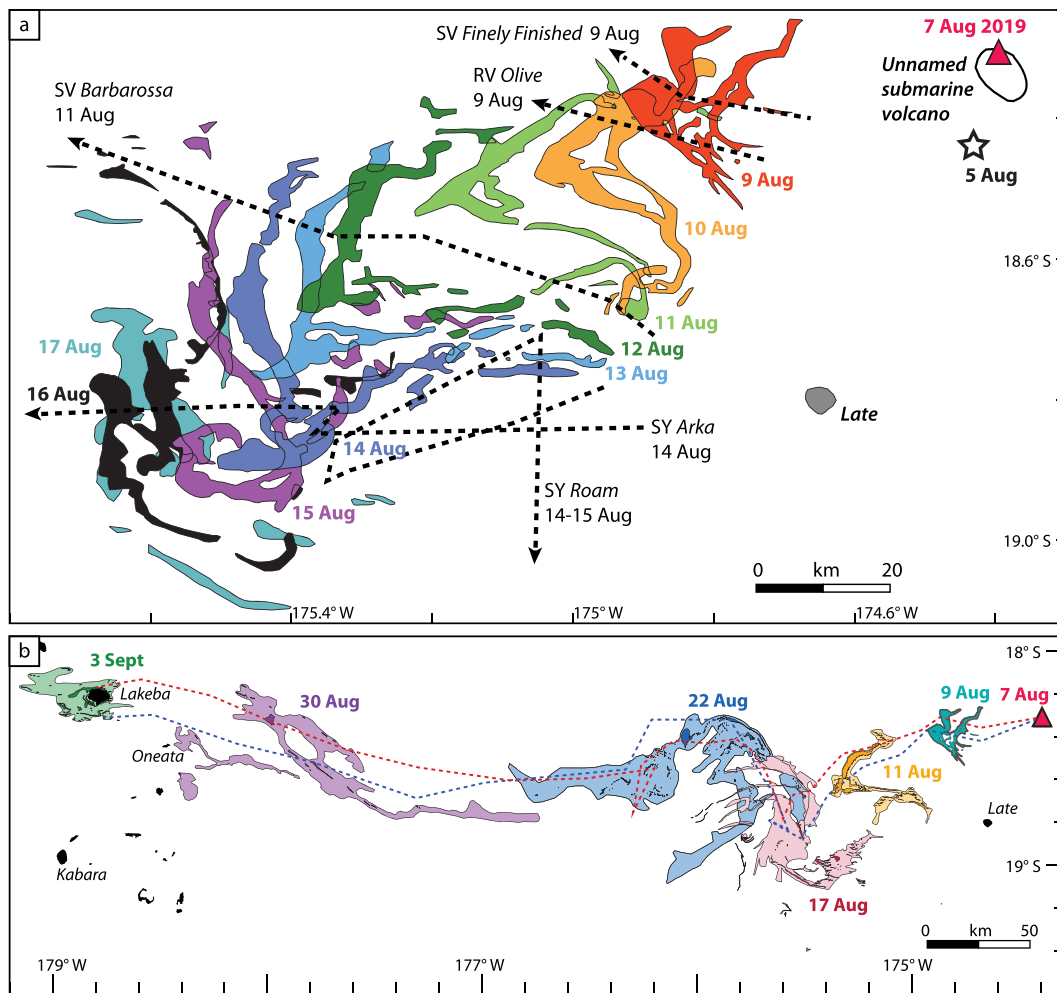 a
SV Finely Finished 9 Aug
7 Aug 2019
Unnamed
submarine
volcano
RV Olive
9 Aug
SV Barbarossa
11 Aug
5 Aug
9 Aug
10 Aug
18.6° S
11 Aug
12 Aug
17 Aug
13 Aug
16 Aug
Late
SY Arka
14 Aug
14 Aug
SY Roam
14-15 Aug
15 Aug
19.0° S
0 km 20
175.4° W
175° W
174.6° W
b
18° S
3 Sept
Lakeba
30 Aug
22 Aug
9 Aug
7 Aug
Oneata
11 Aug
Late
Kabara
19° S
17 Aug
0 km 50
179° W
177° W
175° W